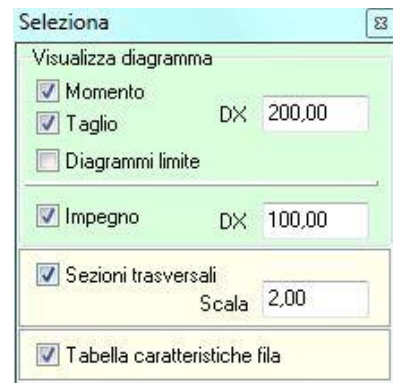 Seleziona
Visualizza diagramma
Momento
Taglio
DX 200,00
Diagrammi limite
Impegno DX 100,00
Sezioni trasversali
Scala 2,00
Tabella caratteristiche fila